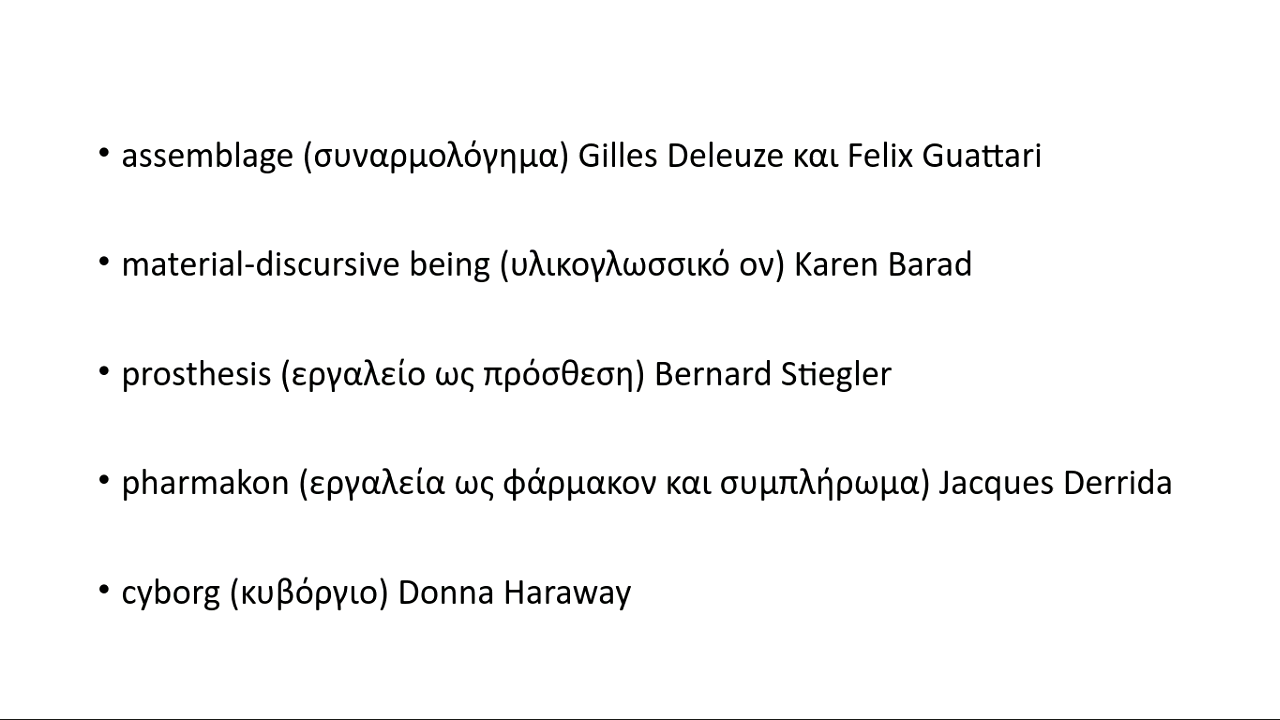 • assemblage (συναρμολόγημα) Gilles Deleuze και Felix Guattari
• material-discursive being (υλικογλωσσικό ον) Karen Barad
• prosthesis (εργαλείο ως πρόσθεση) Bernard Stiegler
• pharmakon (εργαλεία ως φάρμακον και συμπλήρωμα) Jacques Derrida
• cyborg (κυβόργιο) Donna Haraway